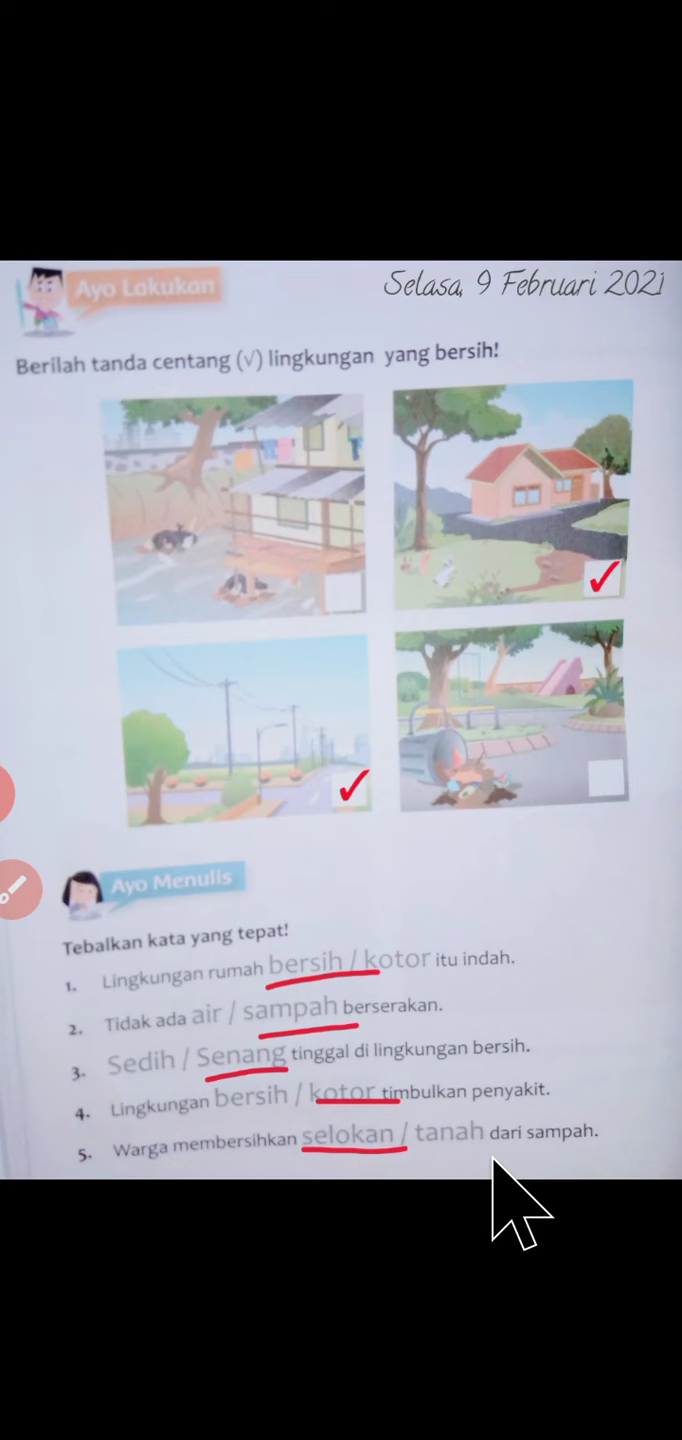 Ayo Lakukan
Selasa, 9 Februari 2021
Berilah tanda centang (√) lingkungan yang bersih!
Ayo Menulis
Tebalkan kata yang tepat!
1. Lingkungan rumah bersih / kotor itu indah.
2. Tidak ada air / sampah berserakan.
3. Sedih / Senang tinggal di lingkungan bersih.
4. Lingkungan bersih / kotor timbulkan penyakit.
5. Warga membersihkan selokan / tanah dari sampah.